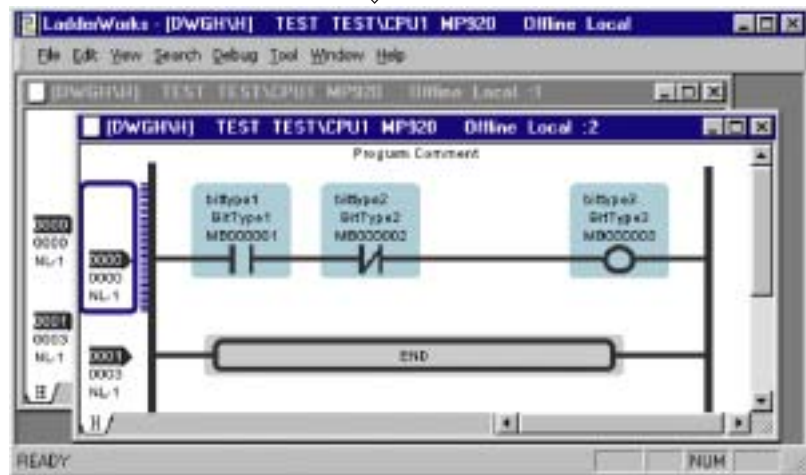 LadderWorks - [DWGH\H] TEST TEST\CPU1 MP920 Offline Local
File Edit View Search Debug Tool Window Help
[DWGH\H] TEST TEST\CPU1 MP920 Offline Local :1
[DWGH\H] TEST TEST\CPU1 MP920 Offline Local :2
Program Comment
bittype1 bittype2 bittype3
BitType1 BitType2 BitType3
MB000001 MB000002 MB000003
0000 0000
0000 0000
NL-1 NL-1
0001 0001 END
0003 0003
NL-1 NL-1
H H
READY NUM